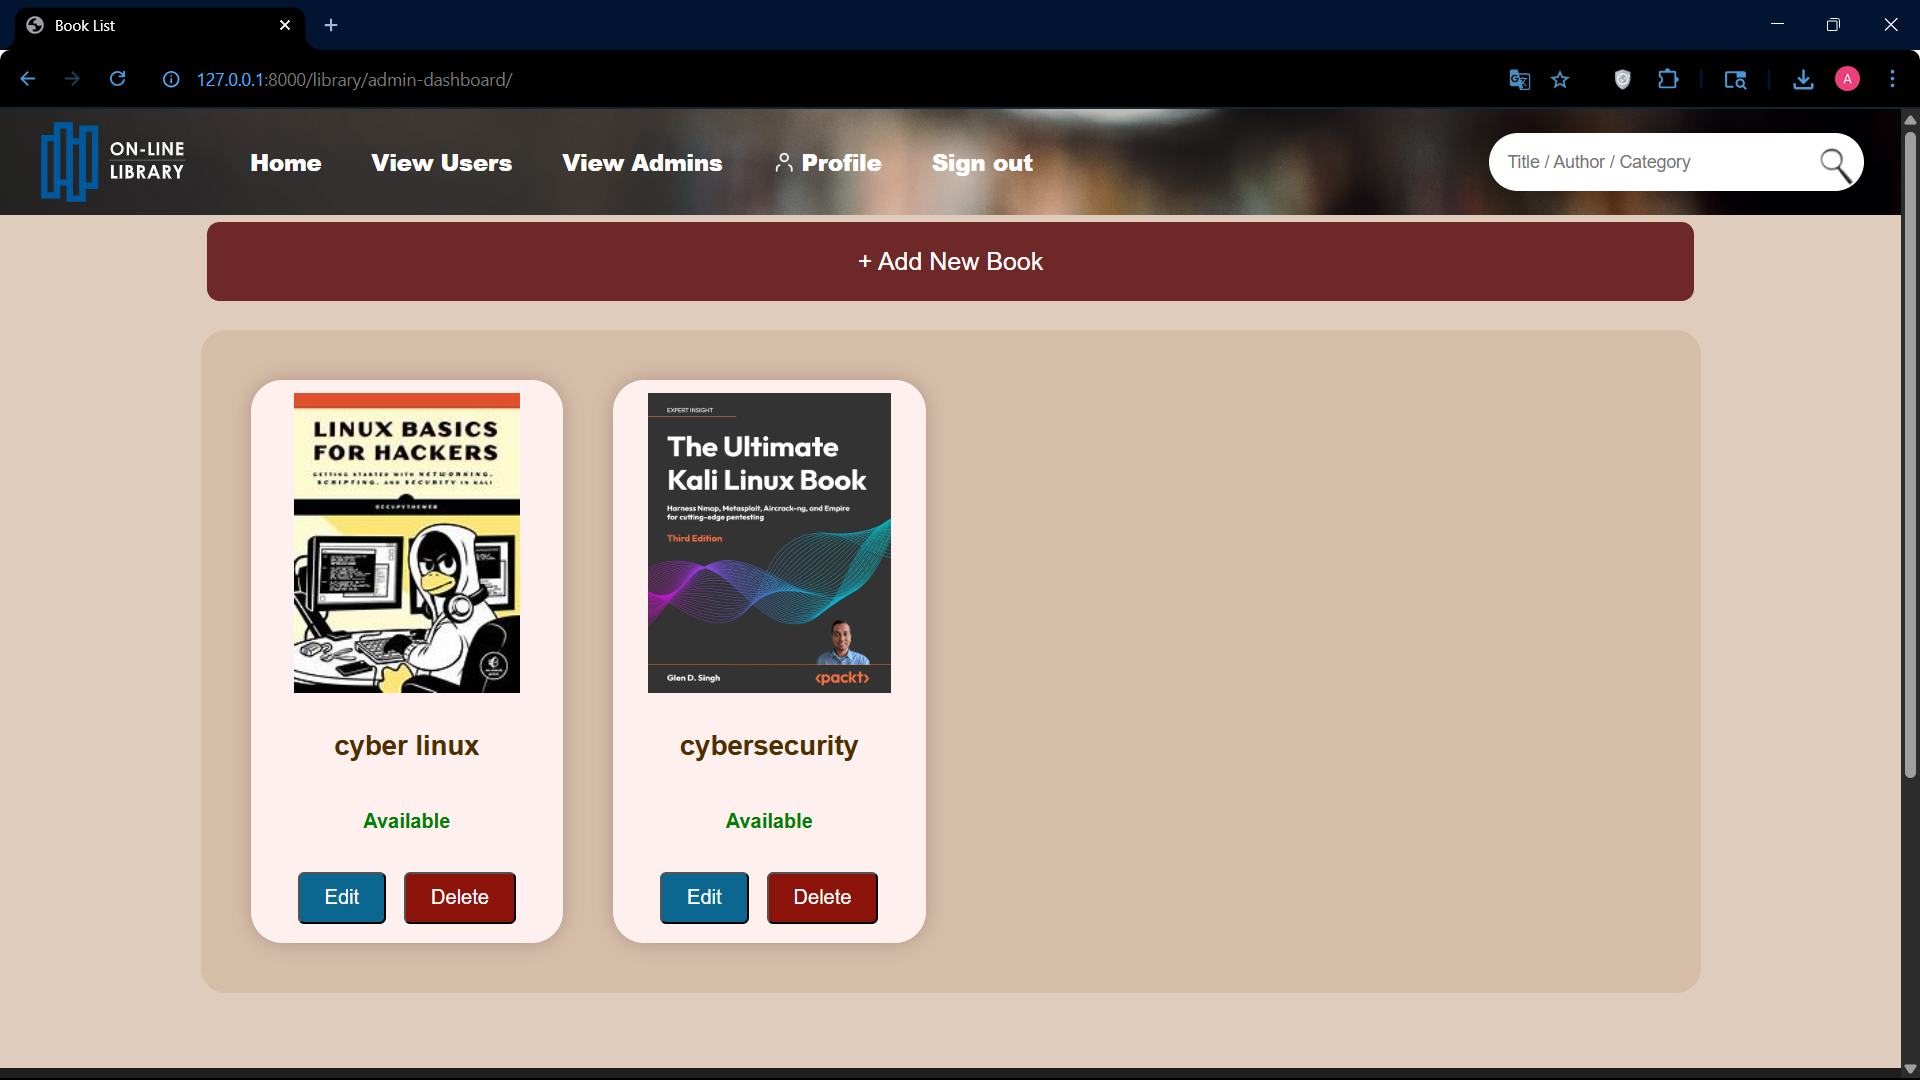 Book List
127.0.0.1:8000/library/admin-dashboard/
A
ON-LINE
LIBRARY
Home
View Users
View Admins
Profile
Sign out
Title / Author / Category
+ Add New Book
LINUX BASICS
FOR HACKERS
GETTING STARTED WITH NETWORKING,
SCRIPTING, AND SECURITY IN KALI
OCCUPYTHEWEB
cyber linux
Available
Edit
Delete
EXPERT INSIGHT
The Ultimate
Kali Linux Book
Harness Nmap, Metasploit, Aircrack-ng, and Empire
for cutting-edge pentesting
Third Edition
Glen D. Singh
<packt>
cybersecurity
Available
Edit
Delete